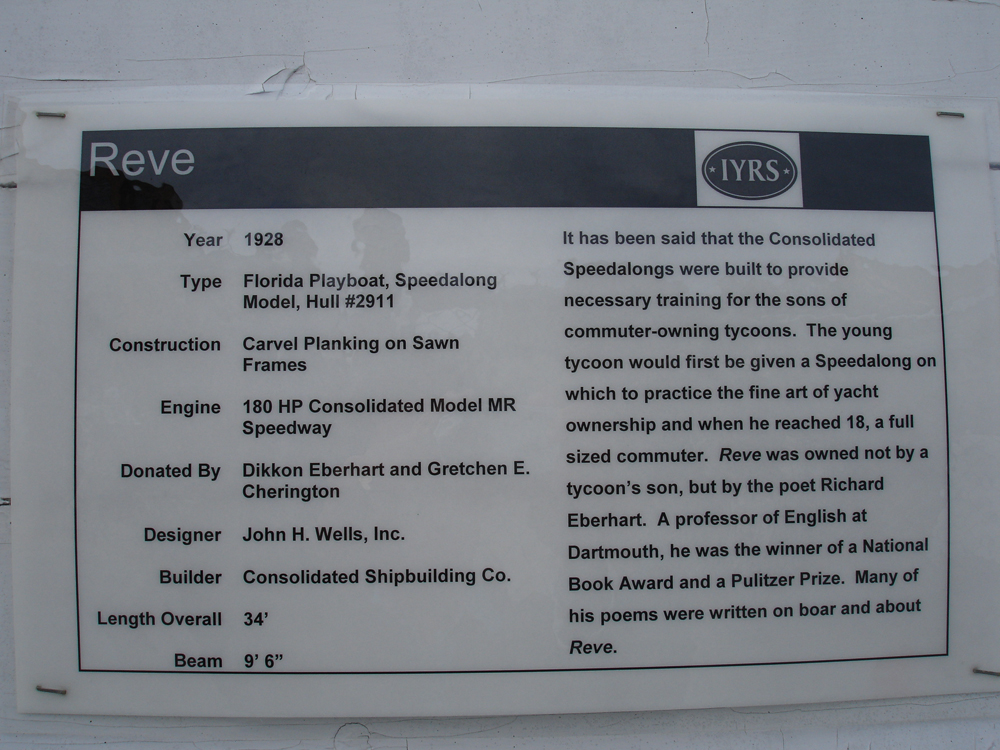 Reve
IYRS
Year 1928
Type Florida Playboat, Speedalong
Model, Hull #2911
Construction Carvel Planking on Sawn
Frames
Engine 180 HP Consolidated Model MR
Speedway
Donated By Dikkon Eberhart and Gretchen E.
Cherington
Designer John H. Wells, Inc.
Builder Consolidated Shipbuilding Co.
Length Overall 34’
Beam 9’ 6”
It has been said that the Consolidated
Speedalongs were built to provide
necessary training for the sons of
commuter-owning tycoons. The young
tycoon would first be given a Speedalong on
which to practice the fine art of yacht
ownership and when he reached 18, a full
sized commuter. Reve was owned not by a
tycoon’s son, but by the poet Richard
Eberhart. A professor of English at
Dartmouth, he was the winner of a National
Book Award and a Pulitzer Prize. Many of
his poems were written on boar and about
Reve.